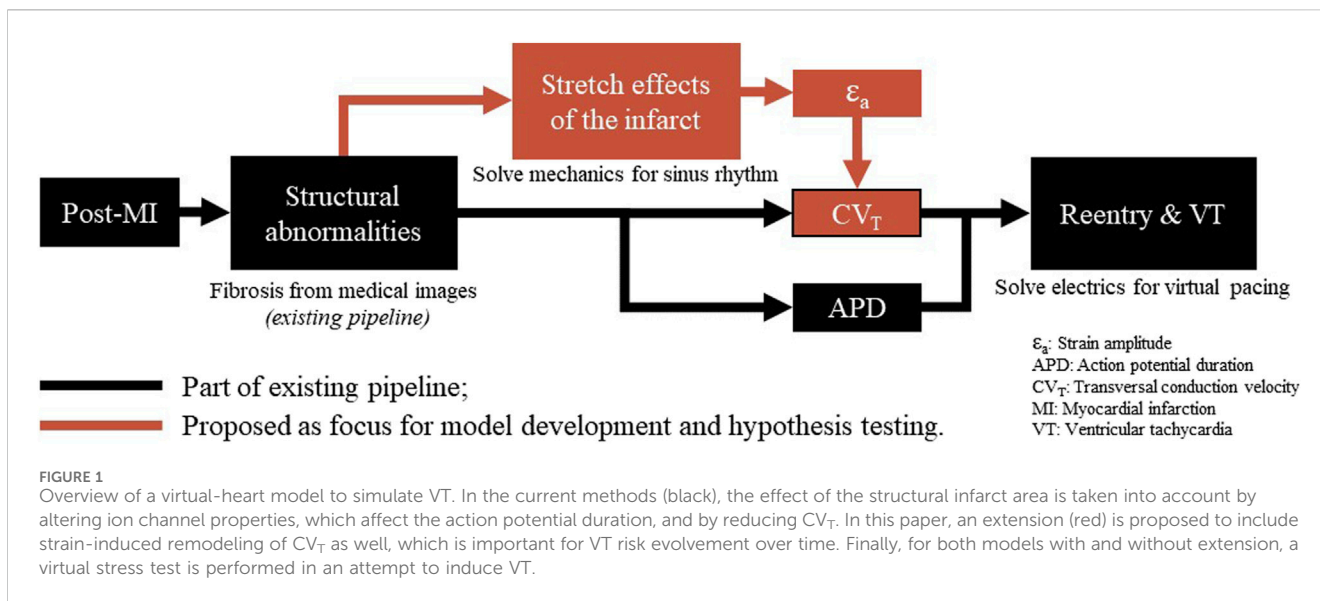 Stretch effects
of the infarct
εa
Solve mechanics for sinus rhythm
Post-MI
Structural
abnormalities
CVT
Reentry & VT
Fibrosis from medical images
(existing pipeline)
APD
Solve electrics for virtual pacing
Part of existing pipeline;
Proposed as focus for model development and hypothesis testing.
εa: Strain amplitude
APD: Action potential duration
CVT: Transversal conduction velocity
MI: Myocardial infarction
VT: Ventricular tachycardia
FIGURE 1
Overview of a virtual-heart model to simulate VT. In the current methods (black), the effect of the structural infarct area is taken into account by
altering ion channel properties, which affect the action potential duration, and by reducing CVT. In this paper, an extension (red) is proposed to include
strain-induced remodeling of CVT as well, which is important for VT risk evolvement over time. Finally, for both models with and without extension, a
virtual stress test is performed in an attempt to induce VT.